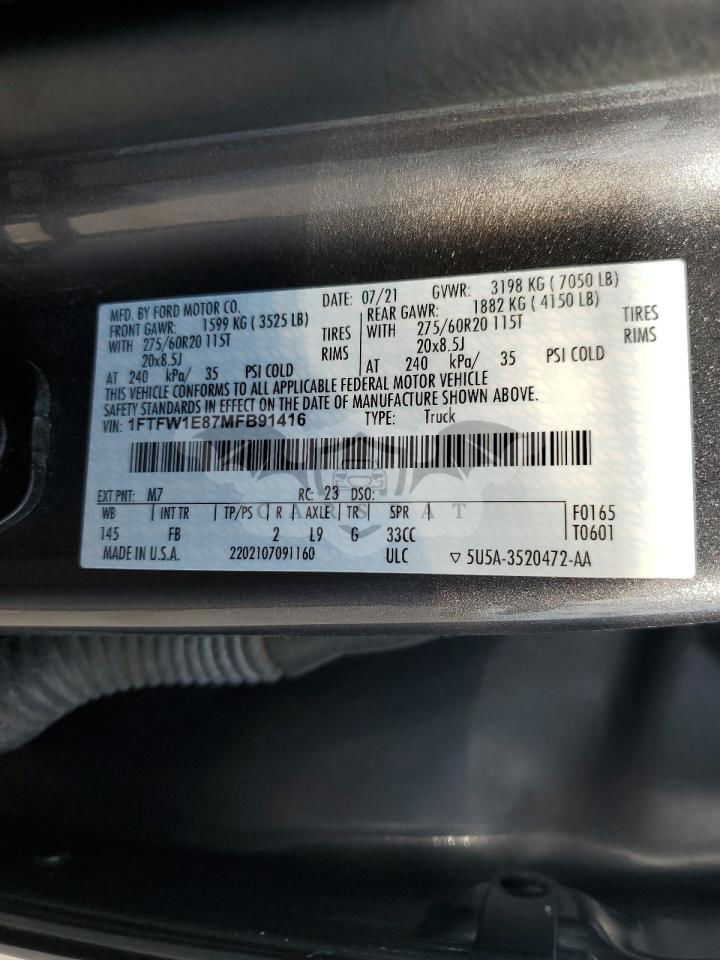 MFD. BY FORD MOTOR CO.
DATE: 07/21 GVWR: 3198 KG ( 7050 LB)
FRONT GAWR: 1599 KG ( 3525 LB) REAR GAWR: 1882 KG ( 4150 LB)
WITH 275/60R20 115T TIRES WITH 275/60R20 115T TIRES
20x8.5J RIMS 20x8.5J RIMS
AT 240 kPa/ 35 PSI COLD AT 240 kPa/ 35 PSI COLD
THIS VEHICLE CONFORMS TO ALL APPLICABLE FEDERAL MOTOR VEHICLE
SAFETY STANDARDS IN EFFECT ON THE DATE OF MANUFACTURE SHOWN ABOVE.
VIN: 1FTFW1E87MFB91416 TYPE: Truck
EXT PNT: M7 RC: 23 DSO:
WB INT TR TP/PS R AXLE TR SPR F0165
145 FB 2 L9 G 33CC T0601
MADE IN U.S.A. 2202107091160 ULC ▽ 5U5A-3520472-AA